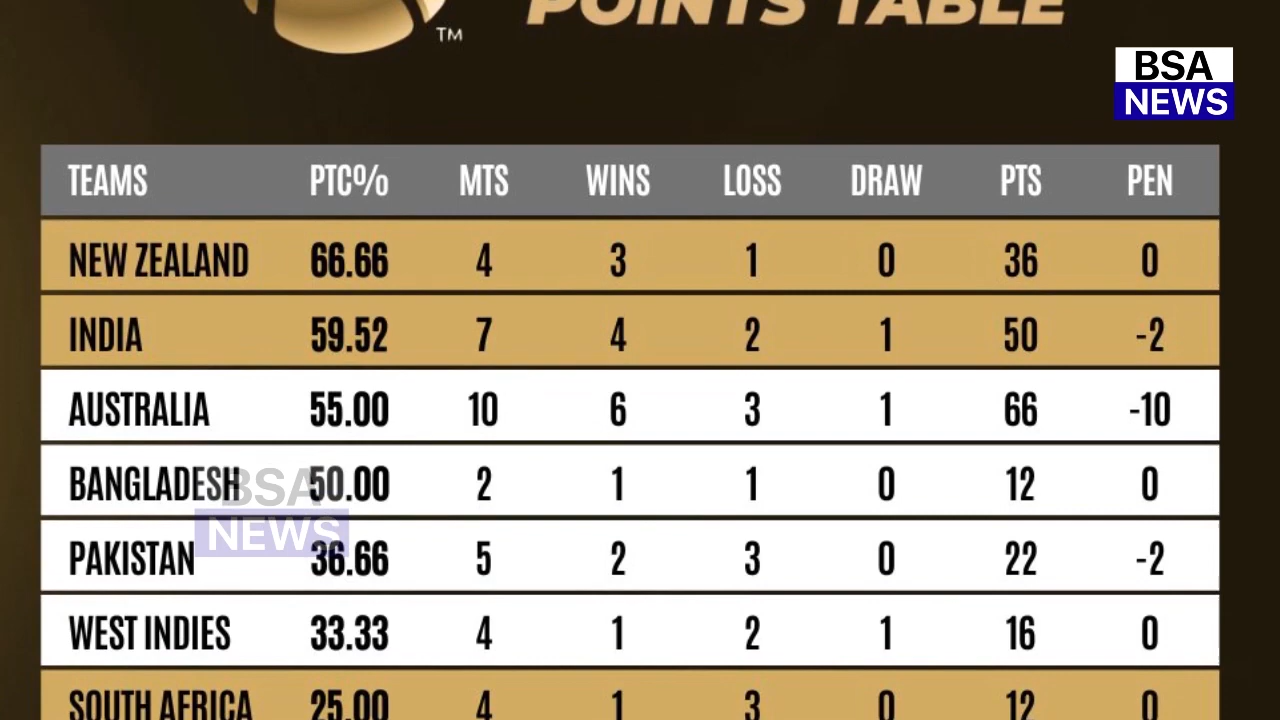 POINTS TABLE
TM
BSA
NEWS
TEAMS PTC% MTS WINS LOSS DRAW PTS PEN
NEW ZEALAND 66.66 4 3 1 0 36 0
INDIA 59.52 7 4 2 1 50 -2
AUSTRALIA 55.00 10 6 3 1 66 -10
BANGLADESH 50.00 2 1 1 0 12 0
BSA
NEWS
PAKISTAN 36.66 5 2 3 0 22 -2
WEST INDIES 33.33 4 1 2 1 16 0
SOUTH AFRICA 25.00 4 1 3 0 12 0